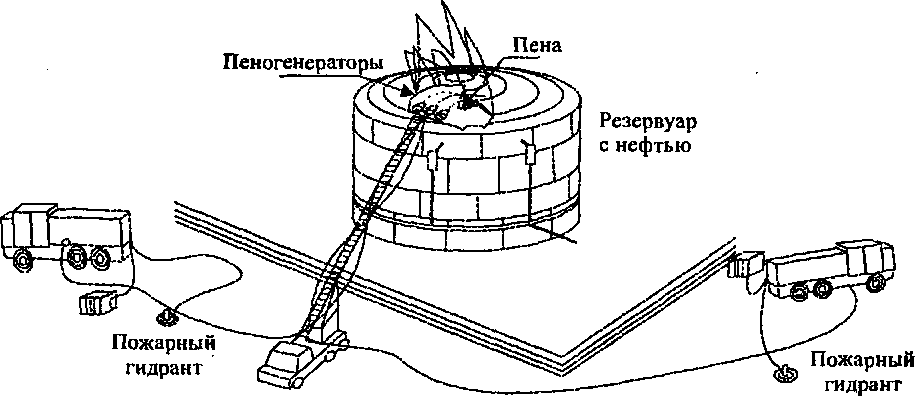 Пена
Пеногенераторы
Резервуар
с нефтью
Пожарный
гидрант
Пожарный
гидрант